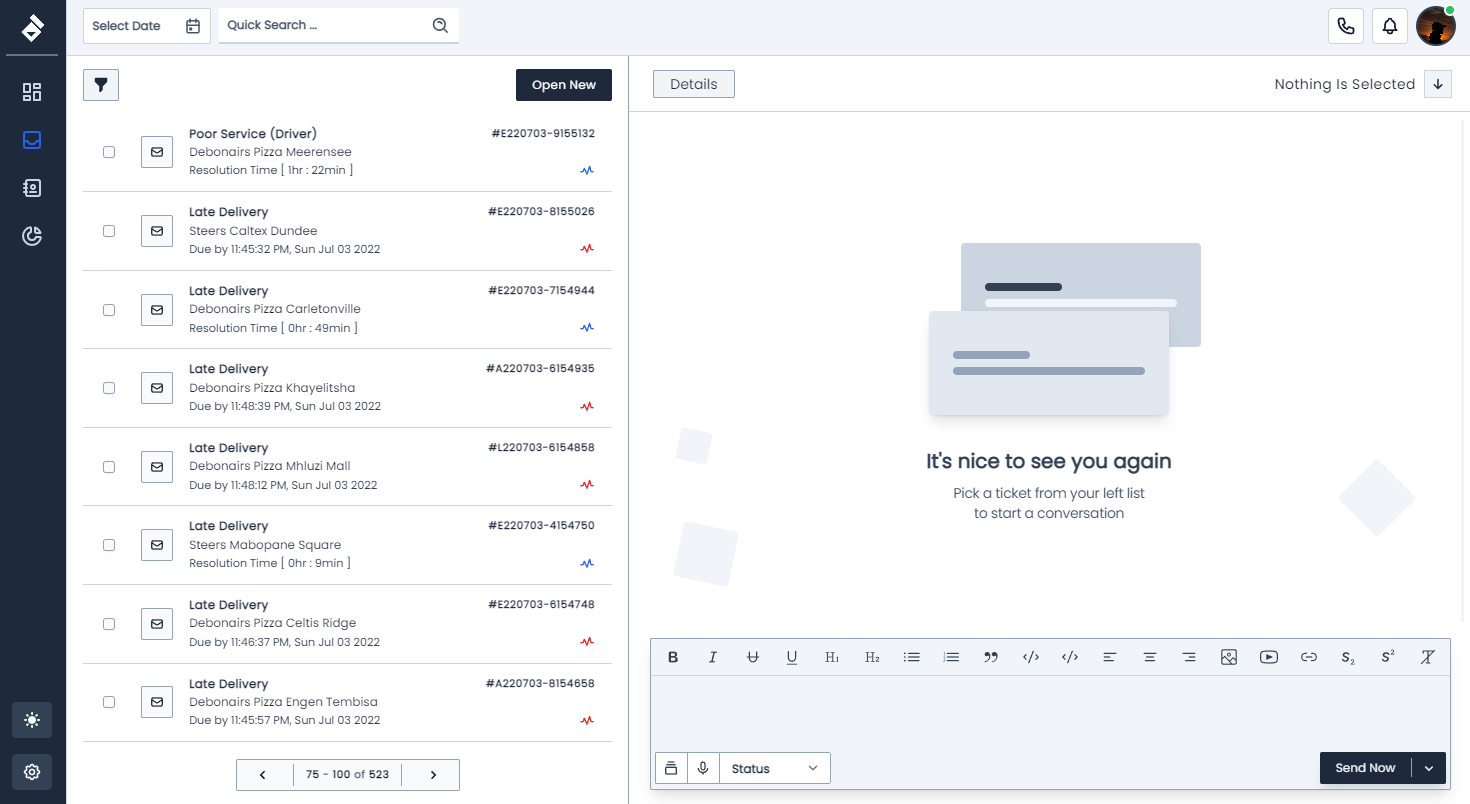 Select Date
Quick Search ...
Open New
Details
Nothing Is Selected
Poor Service (Driver)
#E220703-9155132
Debonairs Pizza Meerensee
Resolution Time [ 1hr : 22min ]
Late Delivery
#E220703-8155026
Steers Caltex Dundee
Due by 11:45:32 PM, Sun Jul 03 2022
Late Delivery
#E220703-7154944
Debonairs Pizza Carletonville
Resolution Time [ 0hr : 49min ]
Late Delivery
#A220703-6154935
Debonairs Pizza Khayelitsha
Due by 11:48:39 PM, Sun Jul 03 2022
Late Delivery
#L220703-6154858
Debonairs Pizza Mhluzi Mall
Due by 11:48:12 PM, Sun Jul 03 2022
Late Delivery
#E220703-4154750
Steers Mabopane Square
Resolution Time [ 0hr : 9min ]
Late Delivery
#E220703-6154748
Debonairs Pizza Celtis Ridge
Due by 11:46:37 PM, Sun Jul 03 2022
Late Delivery
#A220703-8154658
Debonairs Pizza Engen Tembisa
Due by 11:45:57 PM, Sun Jul 03 2022
75 - 100 of 523
It's nice to see you again
Pick a ticket from your left list
to start a conversation
B I U H1 H2 S2 S2
Status
Send Now